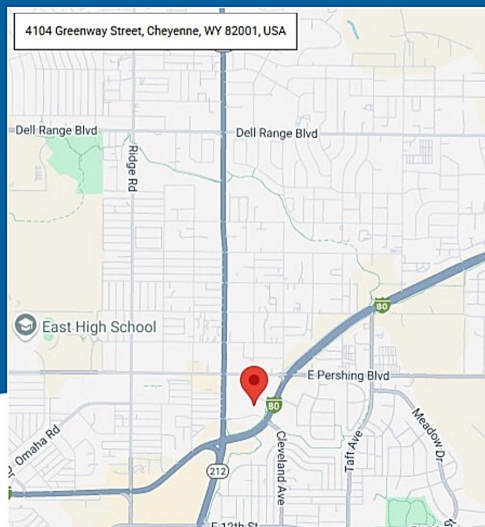 4104 Greenway Street, Cheyenne, WY 82001, USA
Dell Range Blvd
Dell Range Blvd
Ridge Rd
80
East High School
E Pershing Blvd
80
Omaha Rd
Cleveland Ave
Taft Ave
Meadow Dr
212
E 12th St